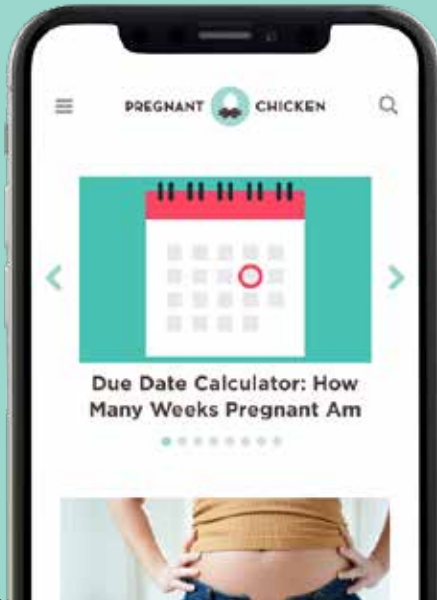 PREGNANT CHICKEN
Due Date Calculator: How
Many Weeks Pregnant Am